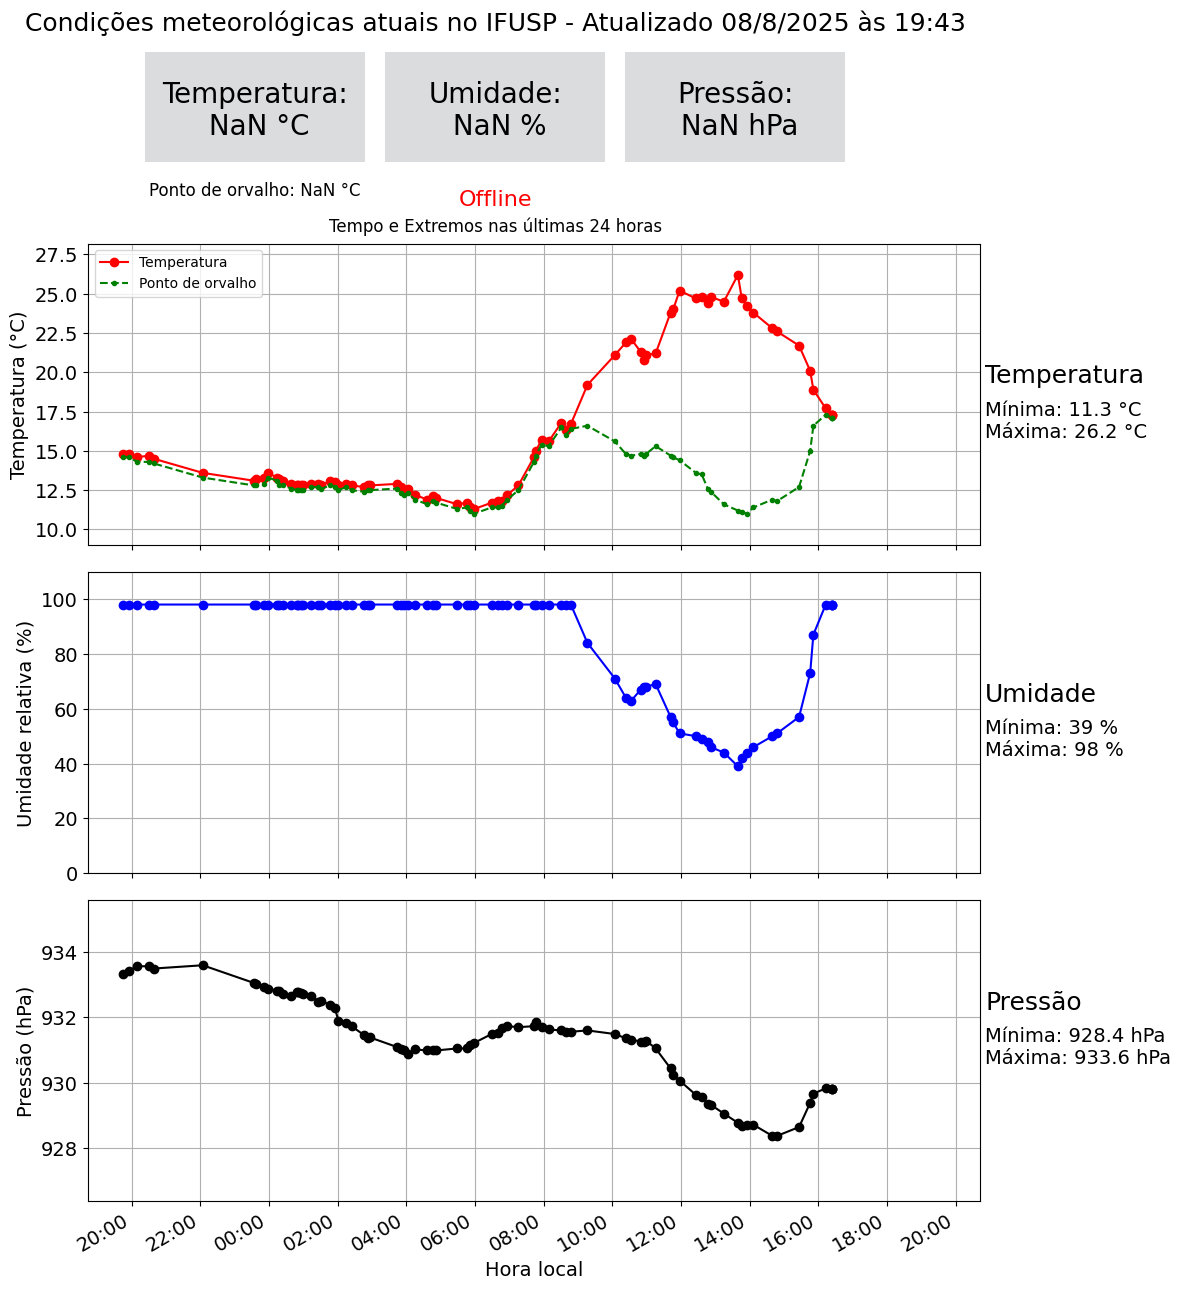 Condições meteorológicas atuais no IFUSP - Atualizado 08/8/2025 às 19:43
Temperatura:
NaN °C
Umidade:
NaN %
Pressão:
NaN hPa
Ponto de orvalho: NaN °C
Offline
Tempo e Extremos nas últimas 24 horas
Temperatura
Ponto de orvalho
Temperatura (°C)
27.5
25.0
22.5
20.0
17.5
15.0
12.5
10.0
Temperatura
Mínima: 11.3 °C
Máxima: 26.2 °C
Umidade relativa (%)
100
80
60
40
20
0
Umidade
Mínima: 39 %
Máxima: 98 %
Pressão (hPa)
934
932
930
928
Pressão
Mínima: 928.4 hPa
Máxima: 933.6 hPa
20:00 22:00 00:00 02:00 04:00 06:00 08:00 10:00 12:00 14:00 16:00 18:00 20:00
Hora local